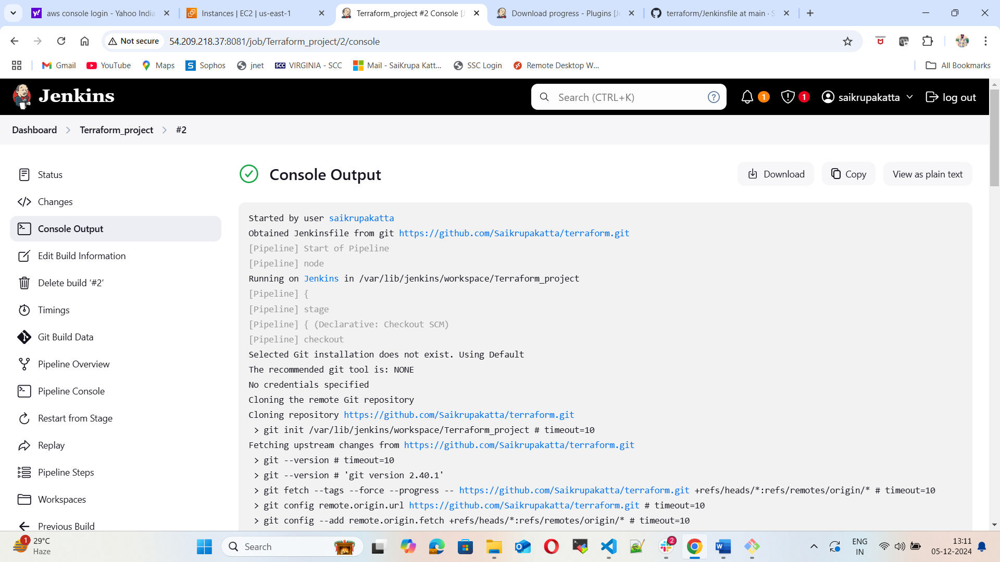 aws console login - Yahoo India
Instances | EC2 | us-east-1
Terraform_project #2 Console [J
Download progress - Plugins [Je
terraform/Jenkinsfile at main · S
Not secure
54.209.218.37:8081/job/Terraform_project/2/console
Gmail
YouTube
Maps
Sophos
jnet
SCC VIRGINIA - SCC
Mail - SaiKrupa Katt...
SSC Login
Remote Desktop W...
All Bookmarks
Jenkins
Search (CTRL+K)
1
1
saikrupakatta
log out
Dashboard > Terraform_project > #2
Status
Changes
Console Output
Edit Build Information
Delete build ‘#2’
Timings
Git Build Data
Pipeline Overview
Pipeline Console
Restart from Stage
Replay
Pipeline Steps
Workspaces
Previous Build
Console Output
Download
Copy
View as plain text
Started by user saikrupakatta
Obtained Jenkinsfile from git https://github.com/Saikrupakatta/terraform.git
[Pipeline] Start of Pipeline
[Pipeline] node
Running on Jenkins in /var/lib/jenkins/workspace/Terraform_project
[Pipeline] {
[Pipeline] stage
[Pipeline] { (Declarative: Checkout SCM)
[Pipeline] checkout
Selected Git installation does not exist. Using Default
The recommended git tool is: NONE
No credentials specified
Cloning the remote Git repository
Cloning repository https://github.com/Saikrupakatta/terraform.git
> git init /var/lib/jenkins/workspace/Terraform_project # timeout=10
Fetching upstream changes from https://github.com/Saikrupakatta/terraform.git
> git --version # timeout=10
> git --version # 'git version 2.40.1'
> git fetch --tags --force --progress -- https://github.com/Saikrupakatta/terraform.git +refs/heads/*:refs/remotes/origin/* # timeout=10
> git config remote.origin.url https://github.com/Saikrupakatta/terraform.git # timeout=10
> git config --add remote.origin.fetch +refs/heads/*:refs/remotes/origin/* # timeout=10
1
29°C
Haze
Search
2
ENG
IN
13:11
05-12-2024